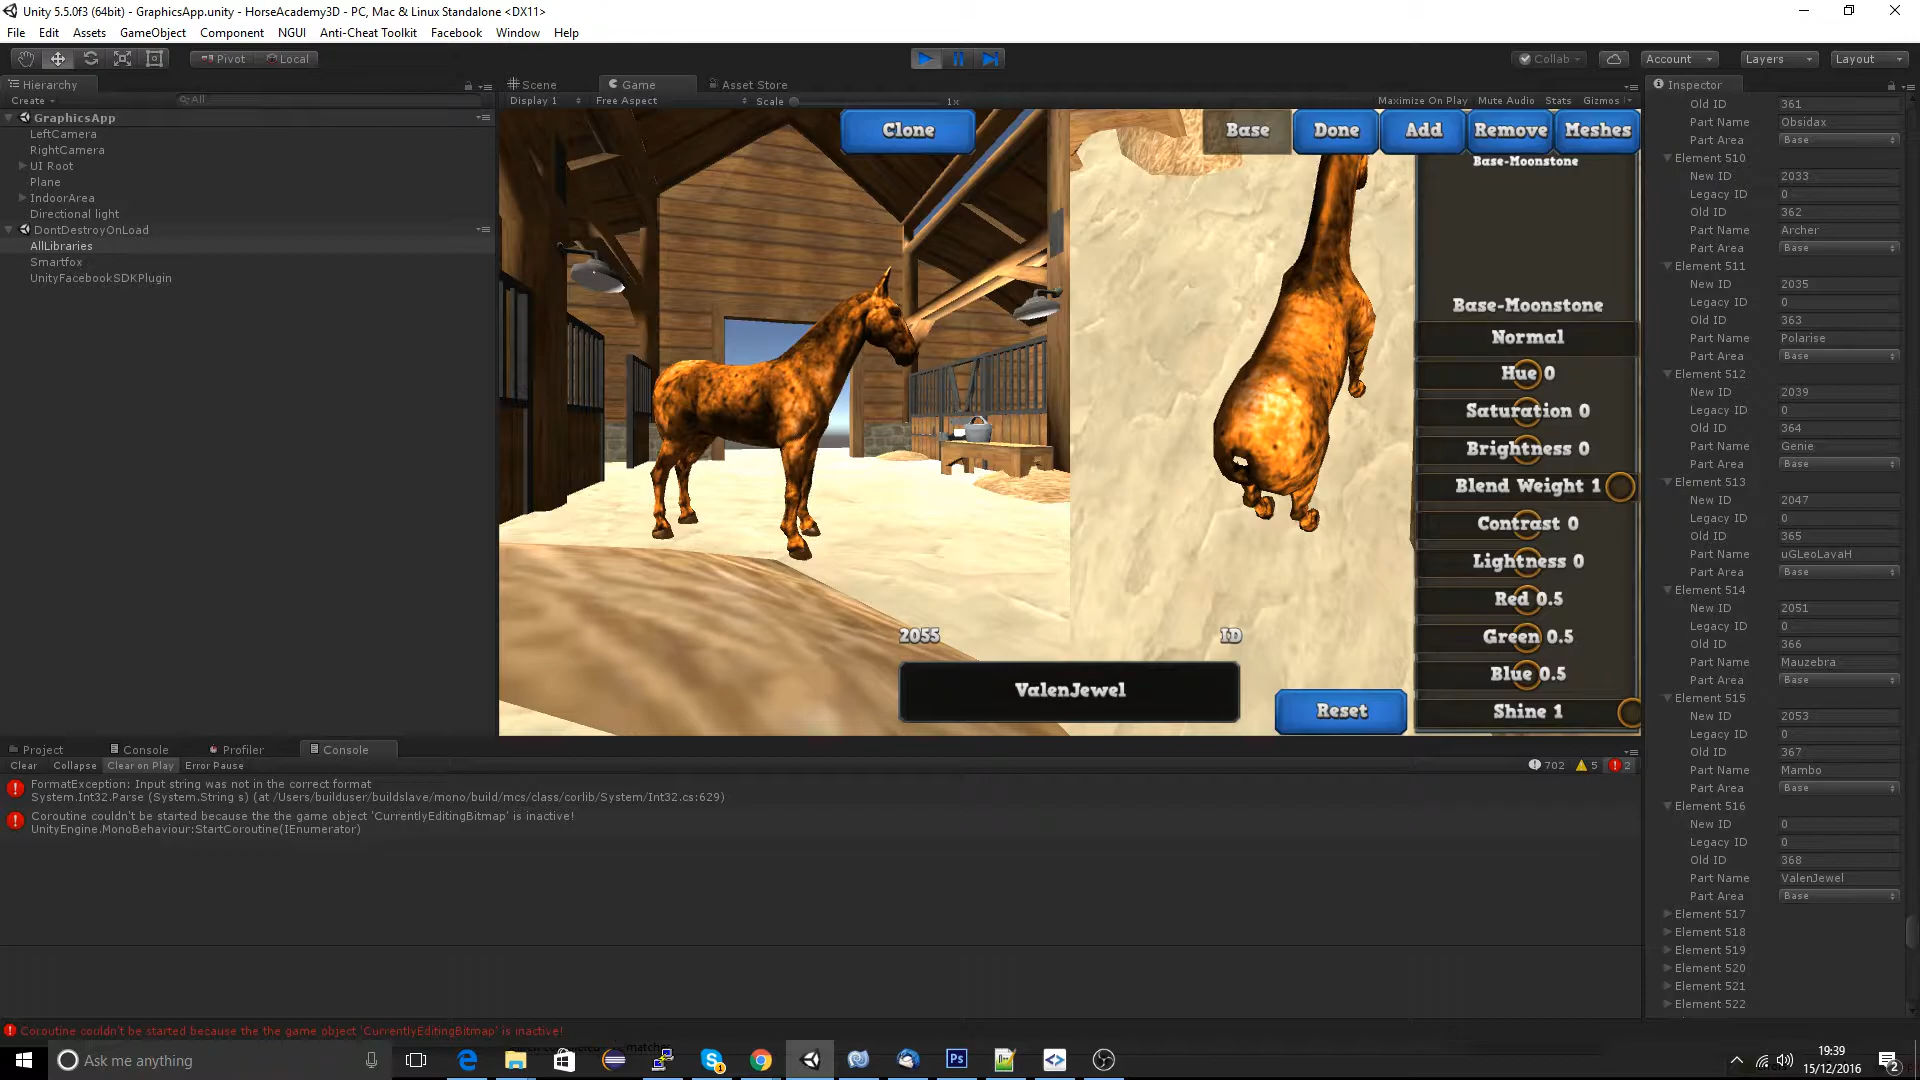 Unity 5.5.0f3 (64bit) - GraphicsApp.unity - HorseAcademy3D - PC, Mac & Linux Standalone <DX11>
File Edit Assets GameObject Component NGUI Anti-Cheat Toolkit Facebook Window Help
Pivot Local
Collab Account Layers Layout
Hierarchy
Create All
GraphicsApp
LeftCamera
RightCamera
UI Root
Plane
IndoorArea
Directional light
DontDestroyOnLoad
AllLibraries
Smartfox
UnityFacebookSDKPlugin
Scene Game Asset Store
Display 1 Free Aspect Scale 1x Maximize On Play Mute Audio Stats Gizmos
Clone Base Done Add Remove Meshes
Base-Moonstone
Base-Moonstone
Normal
Hue 0
Saturation 0
Brightness 0
Blend Weight 1
Contrast 0
Lightness 0
Red 0.5
Green 0.5
Blue 0.5
Shine 1
2055 ID
ValenJewel
Reset
Inspector
Old ID 361
Part Name Obsidax
Part Area Base
Element 510
New ID 2033
Legacy ID 0
Old ID 362
Part Name Archer
Part Area Base
Element 511
New ID 2035
Legacy ID 0
Old ID 363
Part Name Polarise
Part Area Base
Element 512
New ID 2039
Legacy ID 0
Old ID 364
Part Name Genie
Part Area Base
Element 513
New ID 2047
Legacy ID 0
Old ID 365
Part Name uGLeoLavaH
Part Area Base
Element 514
New ID 2051
Legacy ID 0
Old ID 366
Part Name Mauzebra
Part Area Base
Element 515
New ID 2053
Legacy ID 0
Old ID 367
Part Name Mambo
Part Area Base
Element 516
New ID 0
Legacy ID 0
Old ID 368
Part Name ValenJewel
Part Area Base
Element 517
Element 518
Element 519
Element 520
Element 521
Element 522
Project Console Profiler Console
Clear Collapse Clear on Play Error Pause 702 5 2
FormatException: Input string was not in the correct format
System.Int32.Parse (System.String s) (at /Users/builduser/buildslave/mono/build/mcs/class/corlib/System/Int32.cs:629)
Coroutine couldn't be started because the the game object 'CurrentlyEditingBitmap' is inactive!
UnityEngine.MonoBehaviour:StartCoroutine(IEnumerator)
Coroutine couldn't be started because the the game object 'CurrentlyEditingBitmap' is inactive!
Ask me anything
Ps
19:39
15/12/2016
2